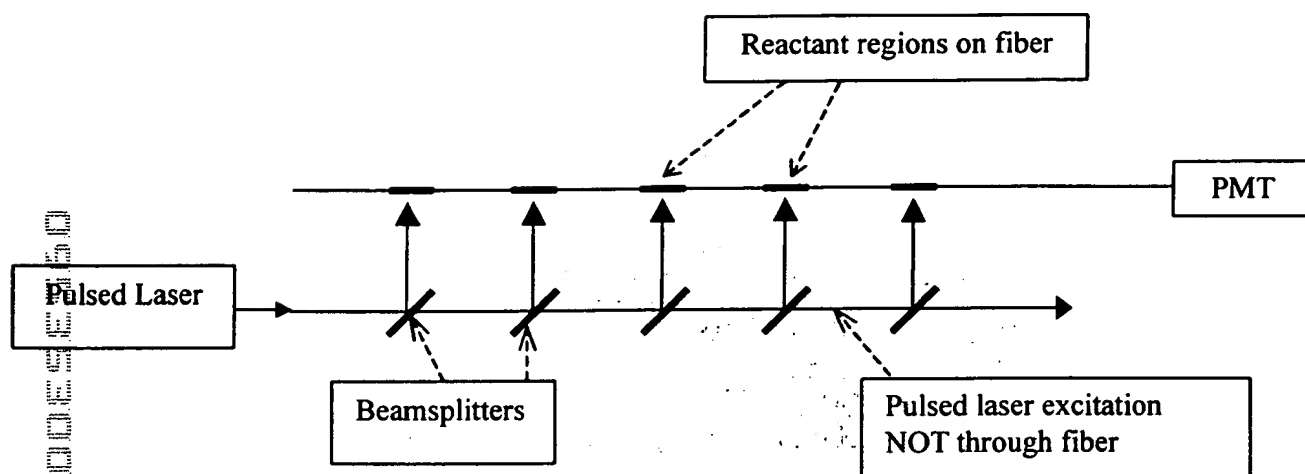 Reactant regions on fiber
PMT
Pulsed Laser
Beamsplitters
Pulsed laser excitation
NOT through fiber